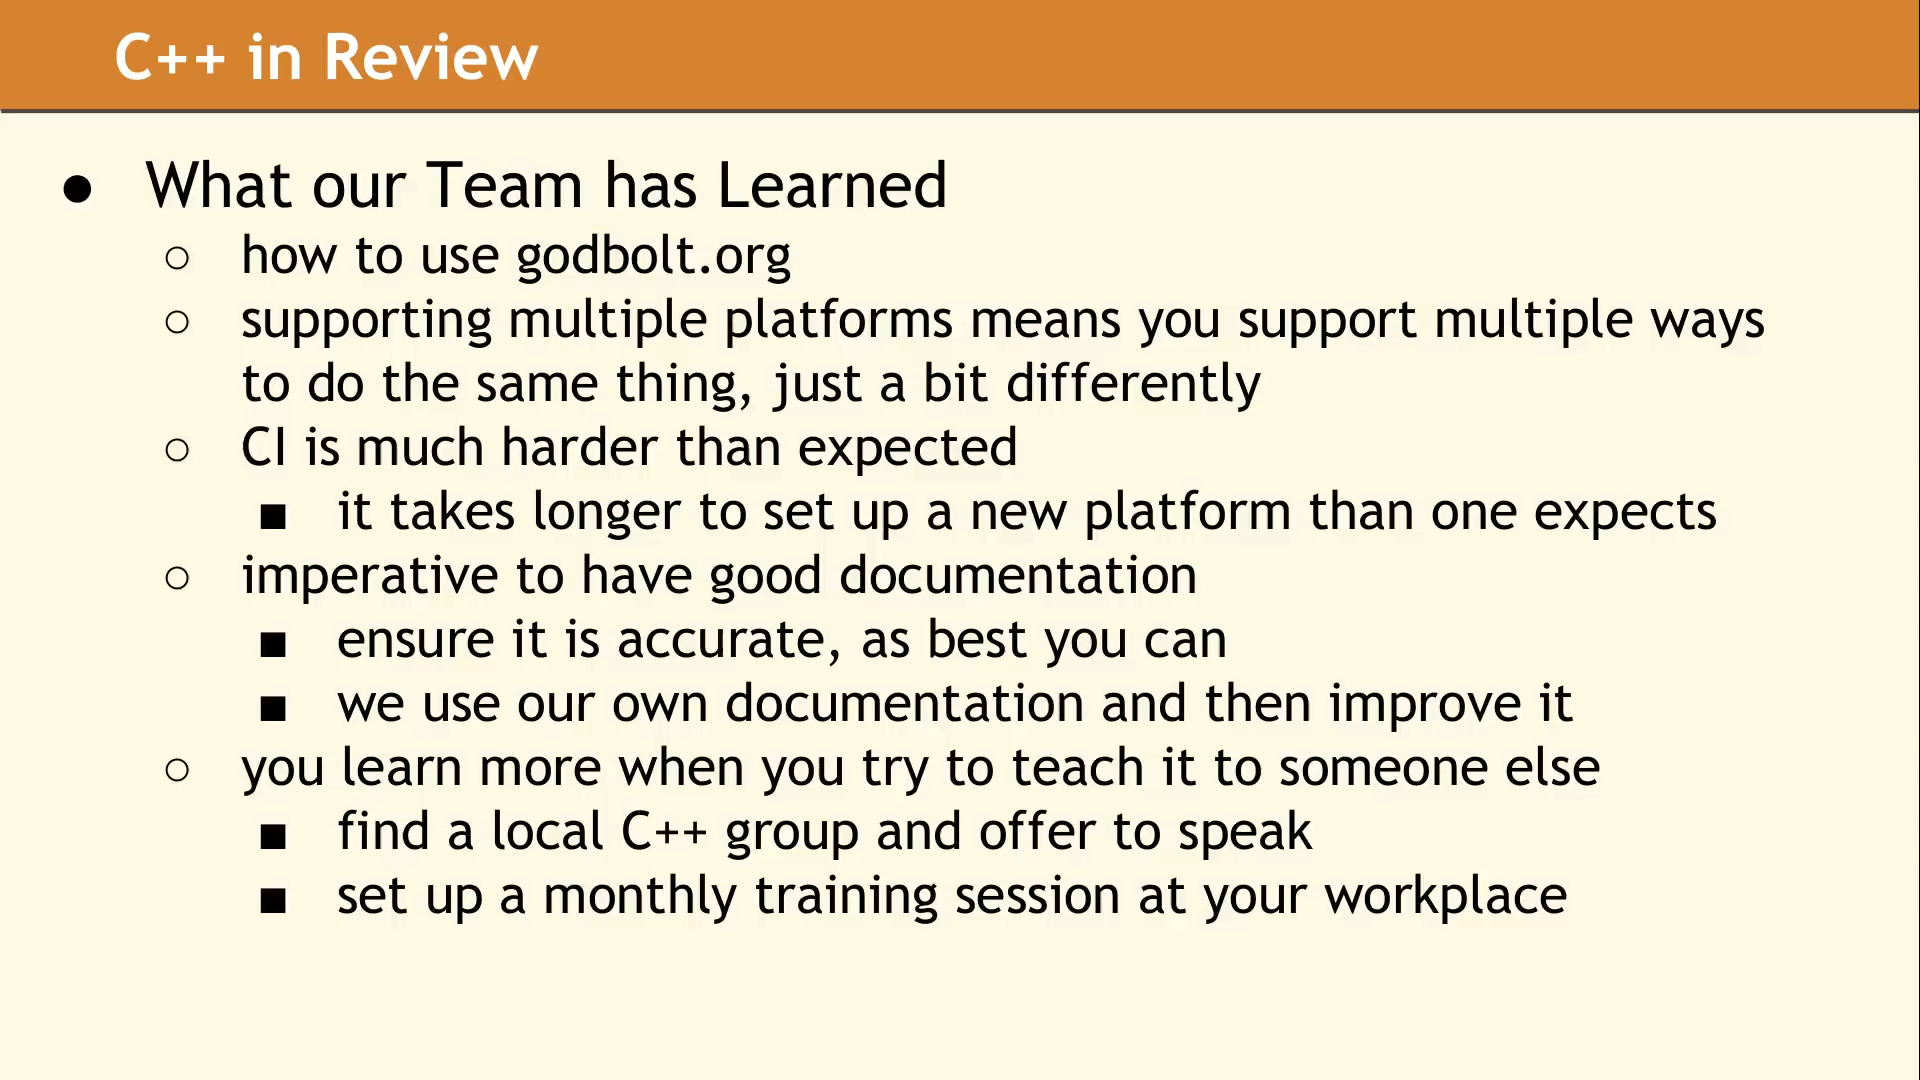 C++ in Review
● What our Team has Learned
○ how to use godbolt.org
○ supporting multiple platforms means you support multiple ways
to do the same thing, just a bit differently
○ CI is much harder than expected
■ it takes longer to set up a new platform than one expects
○ imperative to have good documentation
■ ensure it is accurate, as best you can
■ we use our own documentation and then improve it
○ you learn more when you try to teach it to someone else
■ find a local C++ group and offer to speak
■ set up a monthly training session at your workplace